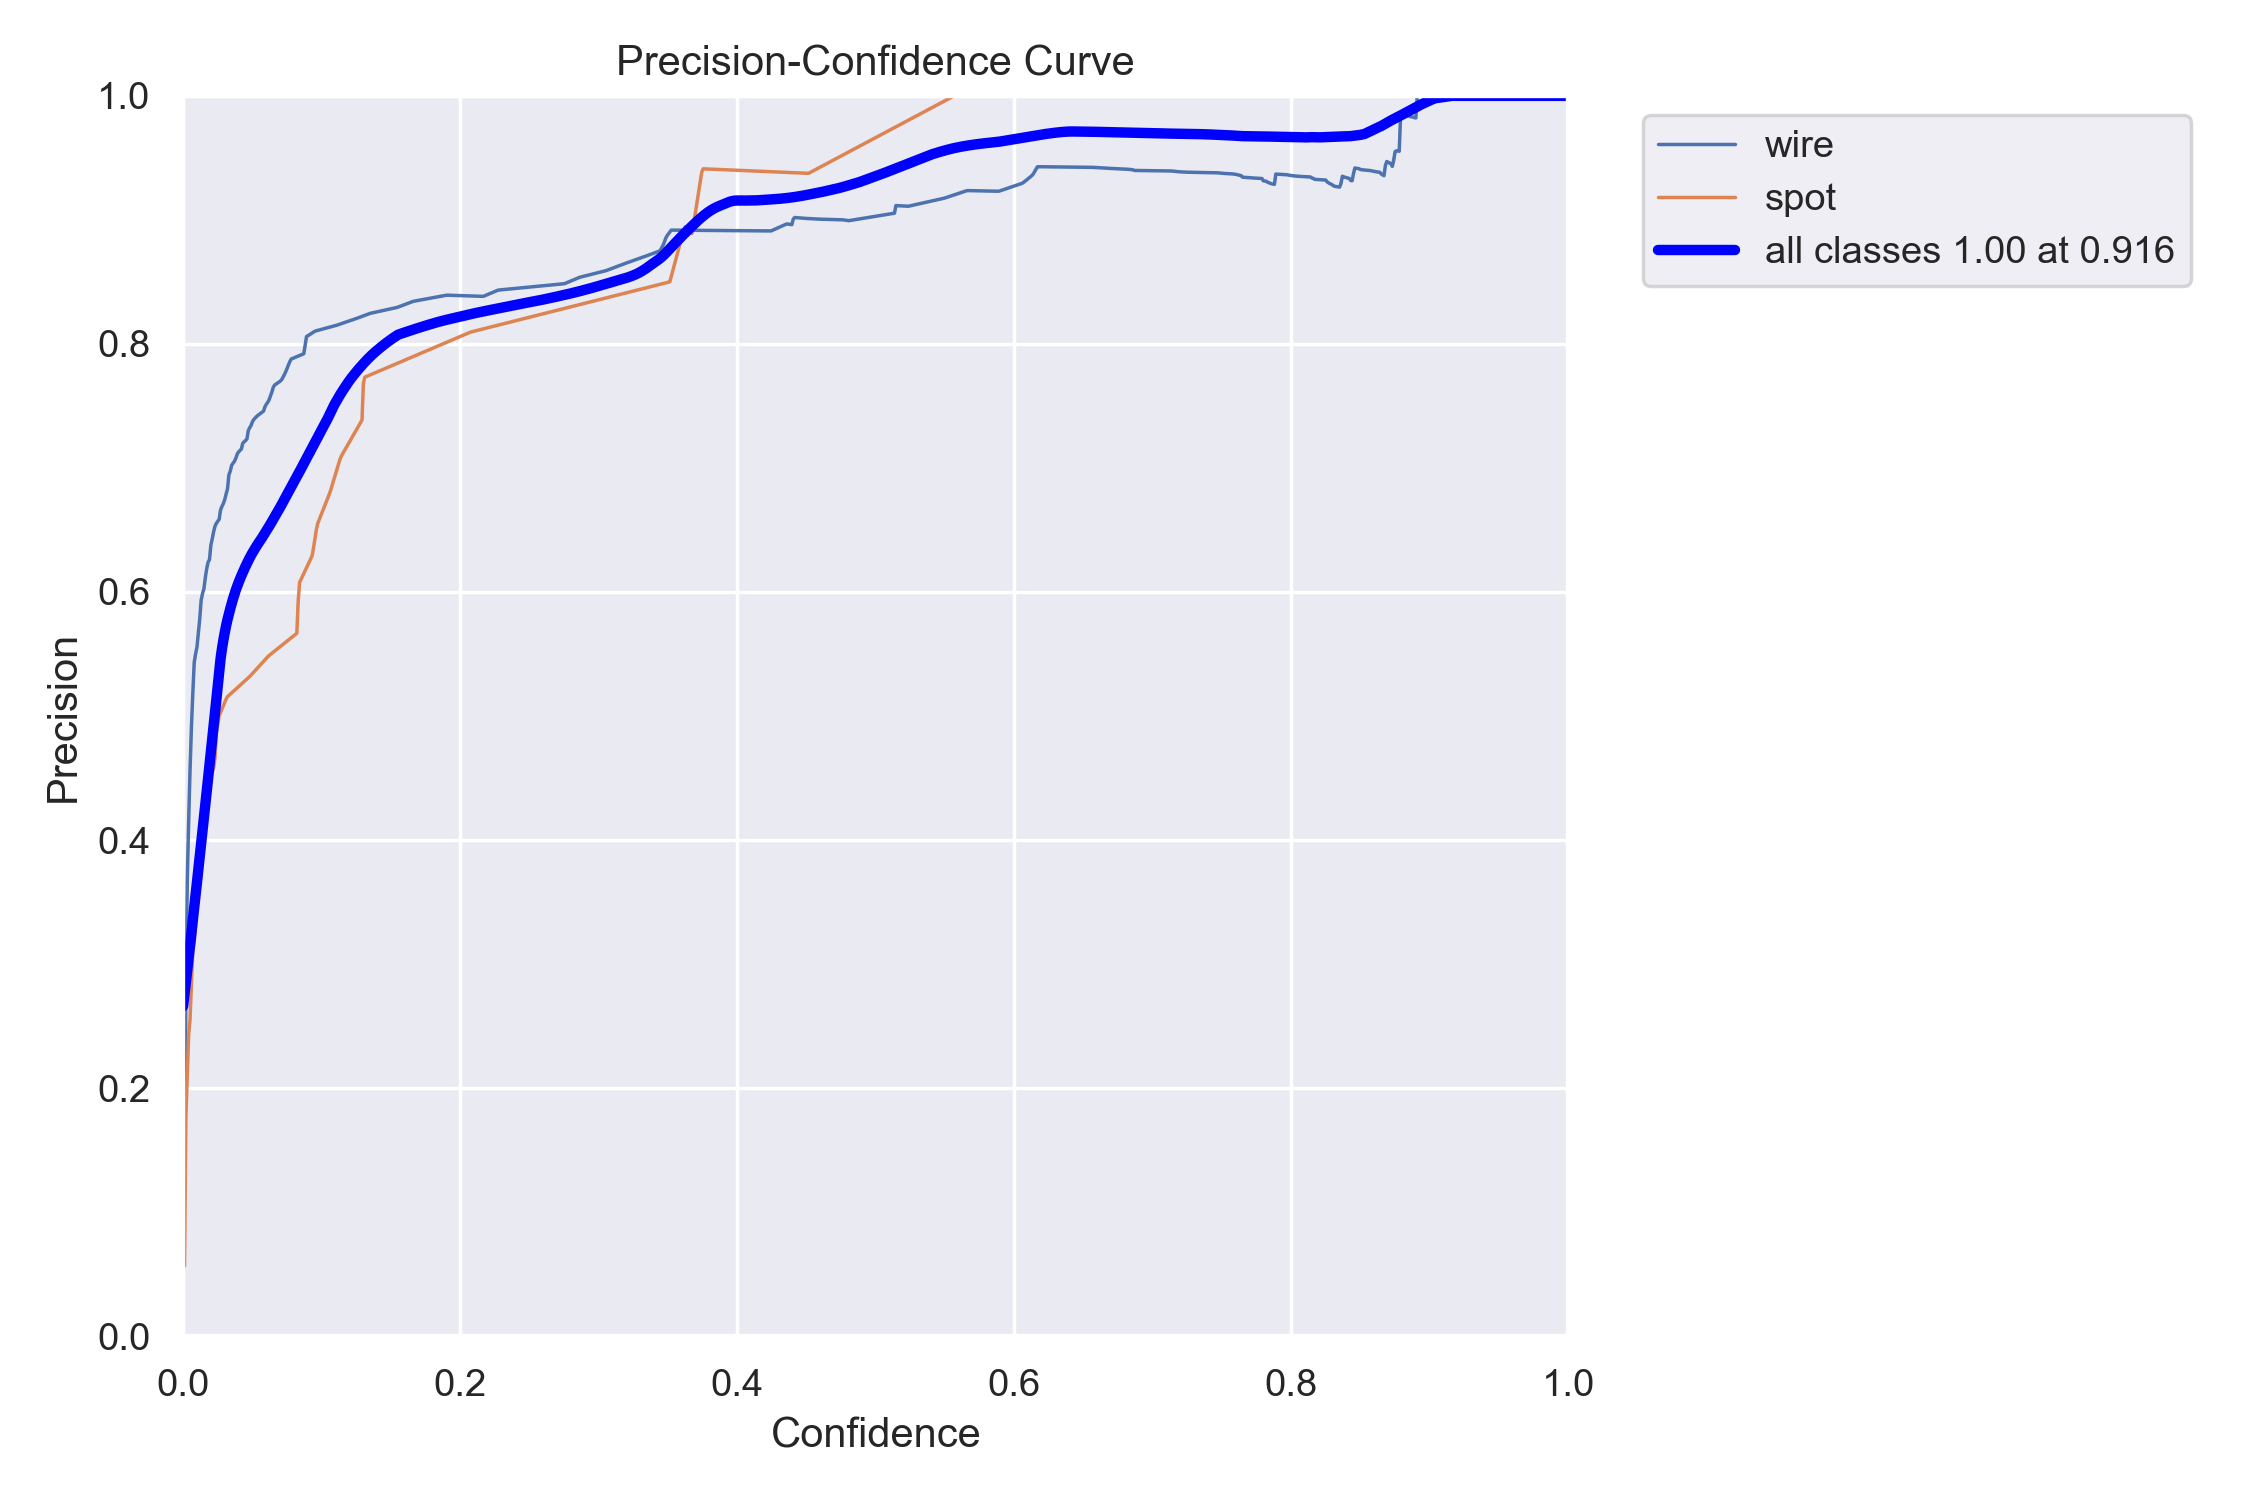 Precision-Confidence Curve
1.0
0.8
0.6
0.4
0.2
0.0
Precision
0.0 0.2 0.4 0.6 0.8 1.0
Confidence
wire
spot
all classes 1.00 at 0.916